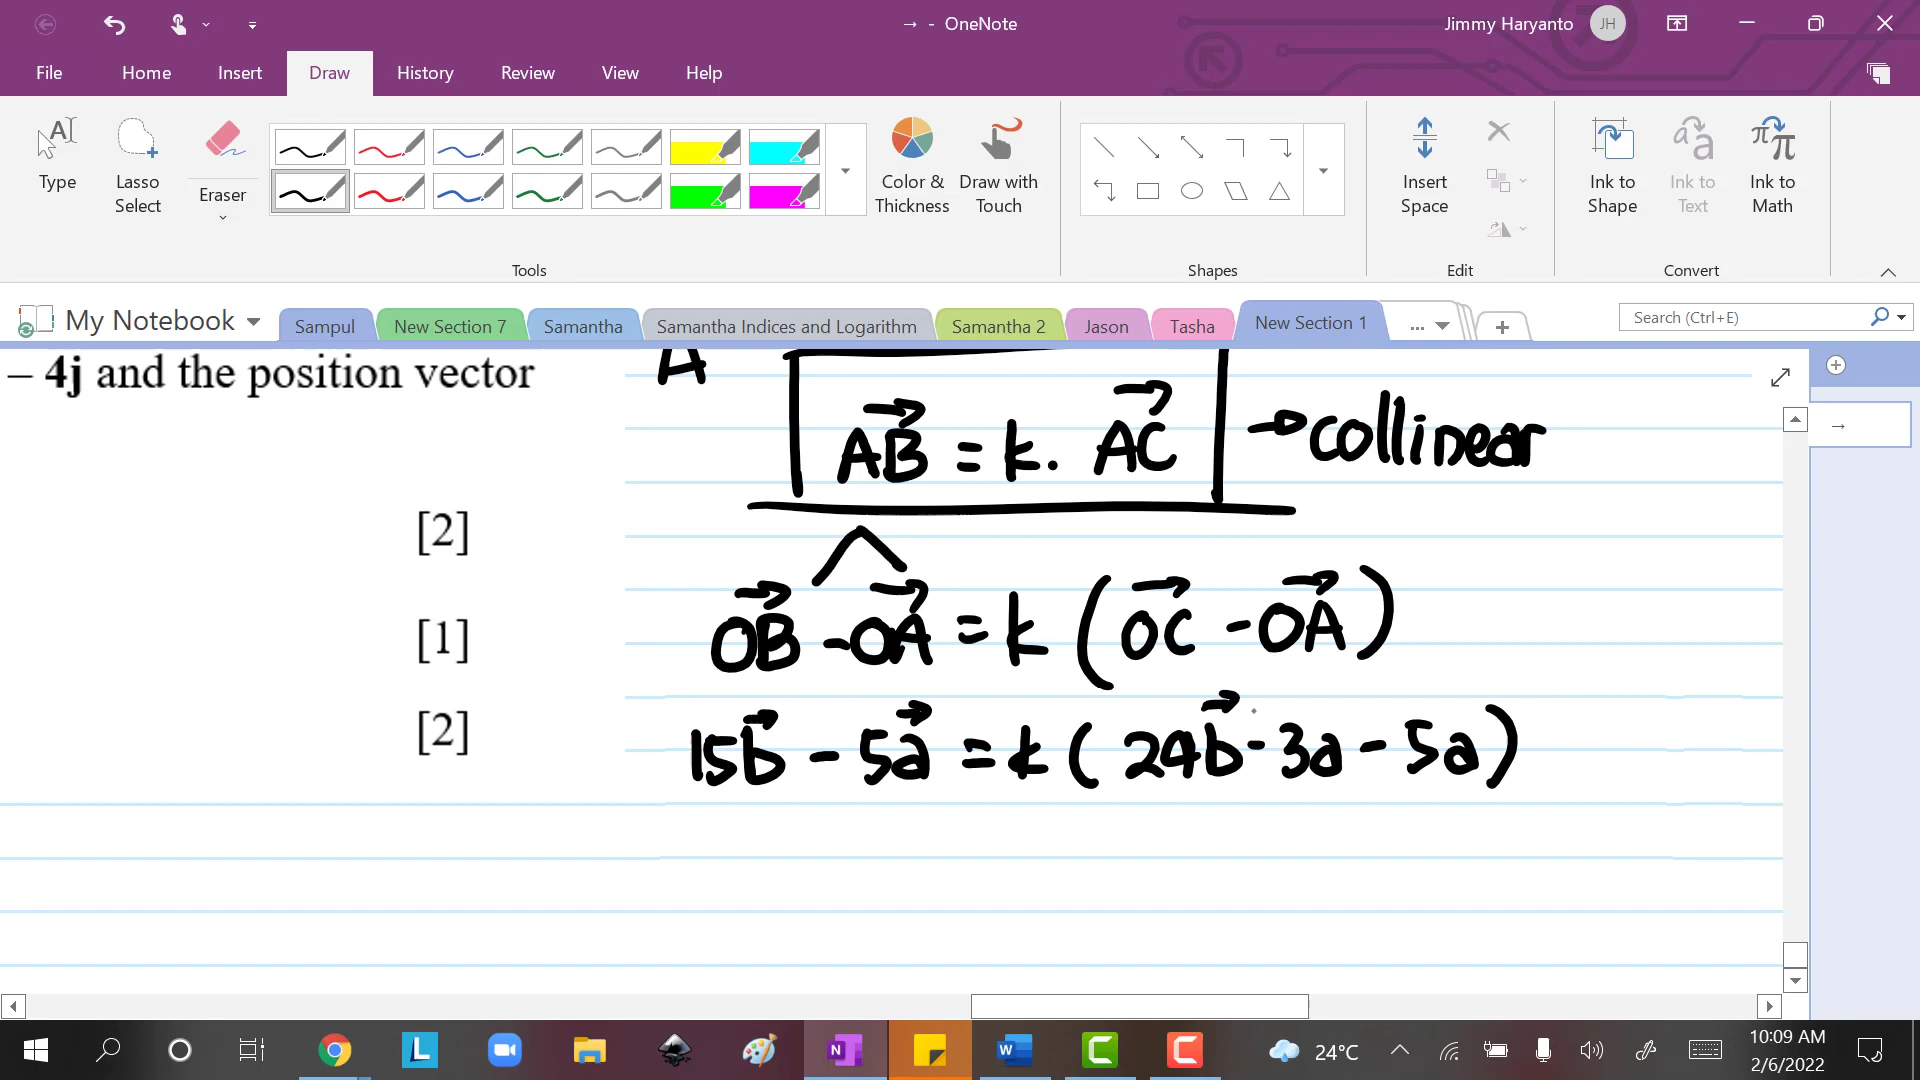 → - OneNote
Jimmy Haryanto
JH
File Home Insert Draw History Review View Help
Type
Lasso Select
Eraser
Color & Thickness
Draw with Touch
Insert Space
Ink to Shape
Ink to Text
Ink to Math
Tools
Shapes
Edit
Convert
My Notebook
Sampul
New Section 7
Samantha
Samantha Indices and Logarithm
Samantha 2
Jason
Tasha
New Section 1
...
Search (Ctrl+E)
– 4j and the position vector
A
AB = k. AC → collinear
[2]
OB - OA = k (OC - OA)
[1]
15b - 5a = k (24b - 3a - 5a)
[2]
24°C
10:09 AM
2/6/2022